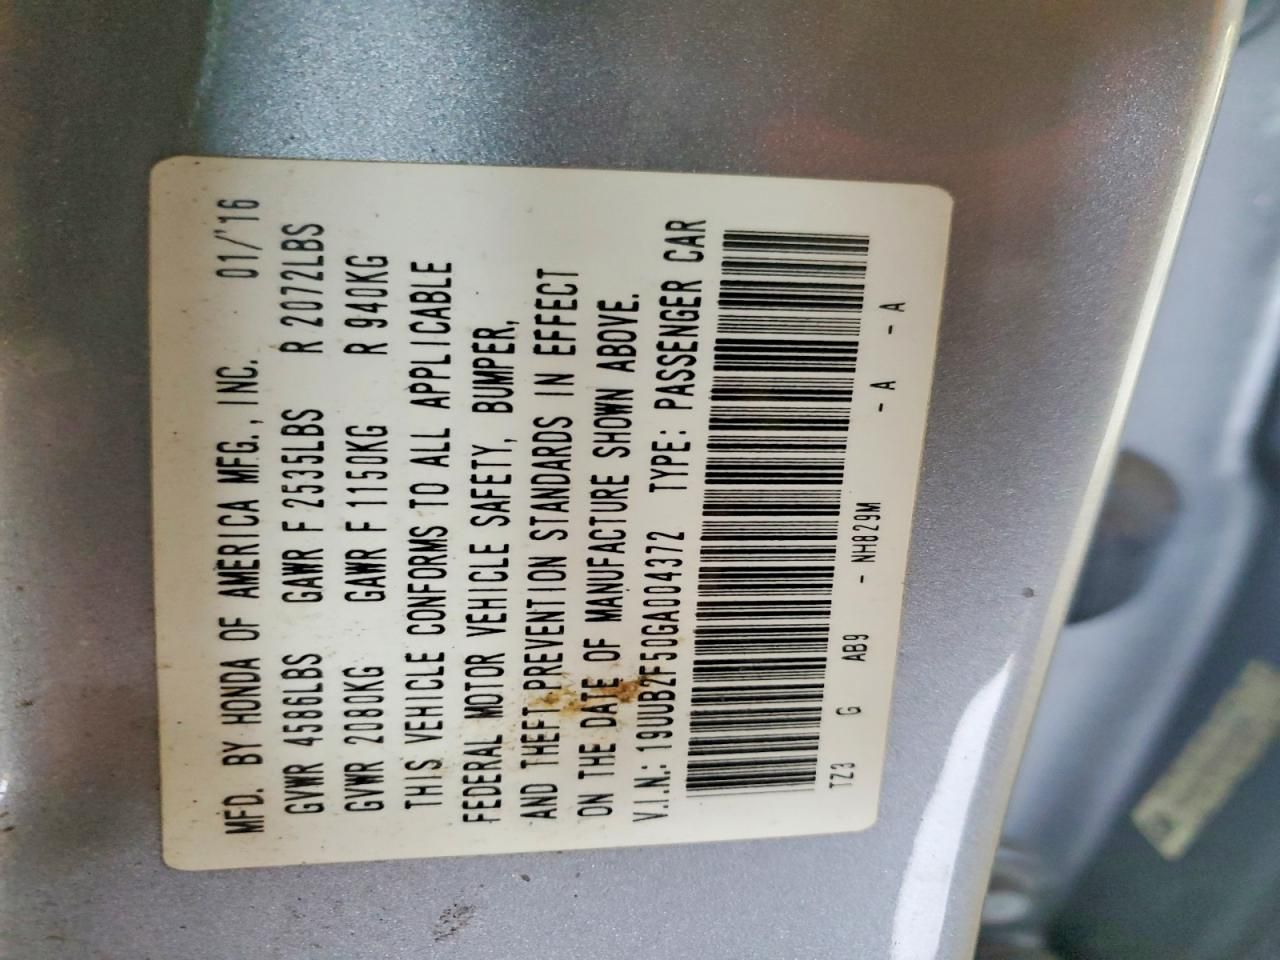 MFD. BY HONDA OF AMERICA MFG., INC. 01/'16
GVWR 4586LBS GAWR F 2535LBS R 2072LBS
GVWR 2080KG GAWR F 1150KG R 940KG
THIS VEHICLE CONFORMS TO ALL APPLICABLE
FEDERAL MOTOR VEHICLE SAFETY, BUMPER,
AND THEFT PREVENTION STANDARDS IN EFFECT
ON THE DATE OF MANUFACTURE SHOWN ABOVE.
V.I.N.: 19UUB2F50GA004372 TYPE: PASSENGER CAR
TZ3 G AB9 - NH829M - A - A